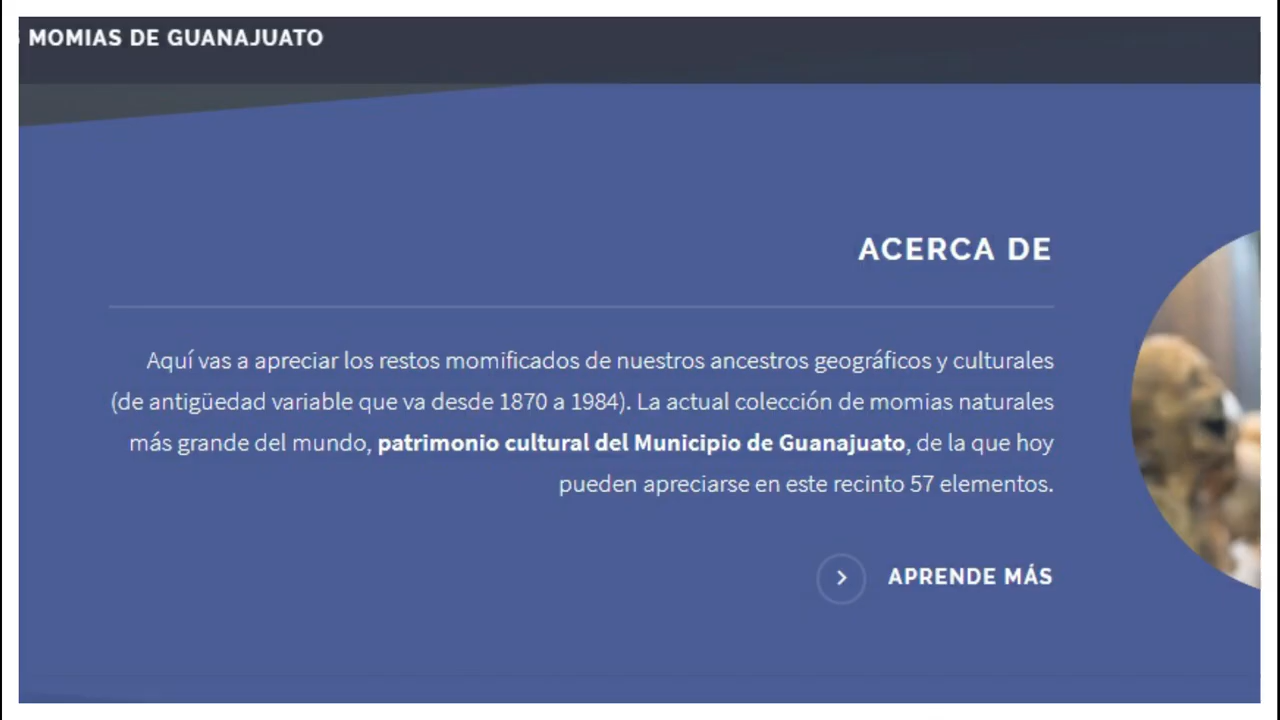 MOMIAS DE GUANAJUATO
ACERCA DE
Aquí vas a apreciar los restos momificados de nuestros ancestros geográficos y culturales
(de antigüedad variable que va desde 1870 a 1984). La actual colección de momias naturales
más grande del mundo, patrimonio cultural del Municipio de Guanajuato, de la que hoy
pueden apreciarse en este recinto 57 elementos.
APRENDE MÁS